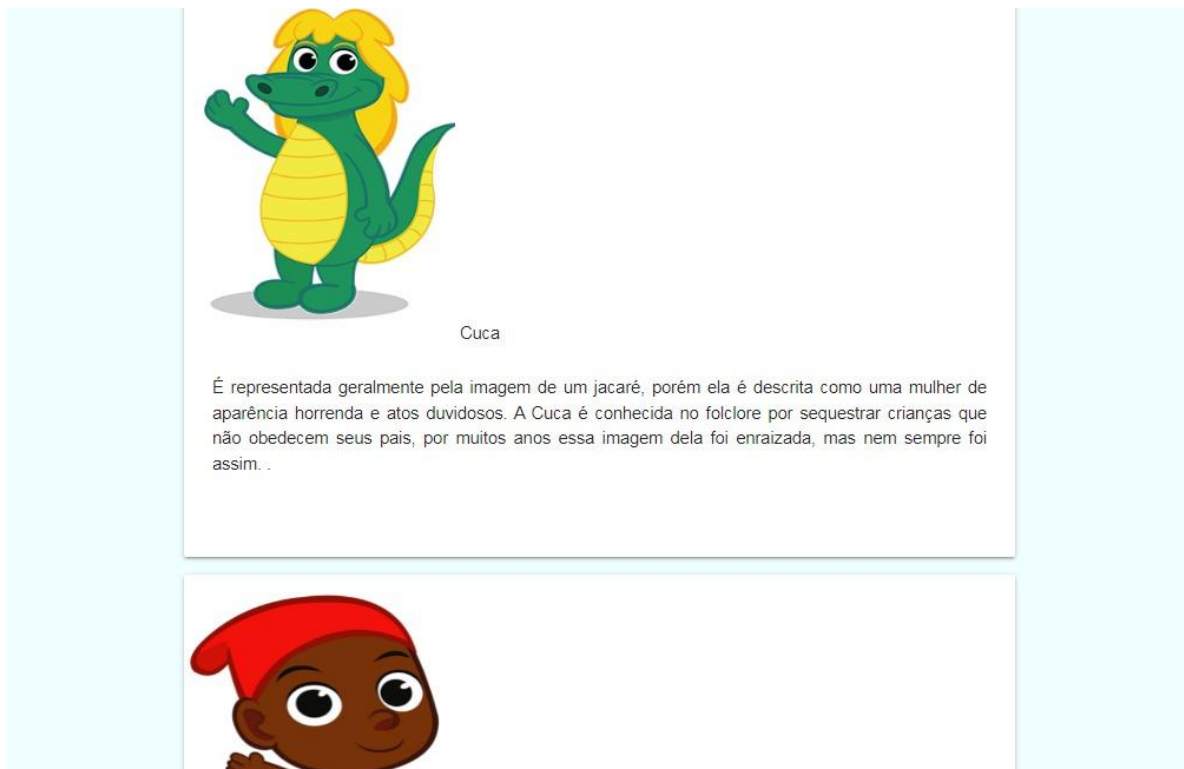 Cuca
É representada geralmente pela imagem de um jacaré, porém ela é descrita como uma mulher de
aparência horrenda e atos duvidosos. A Cuca é conhecida no folclore por sequestrar crianças que
não obedecem seus pais, por muitos anos essa imagem dela foi enraizada, mas nem sempre foi
assim. .